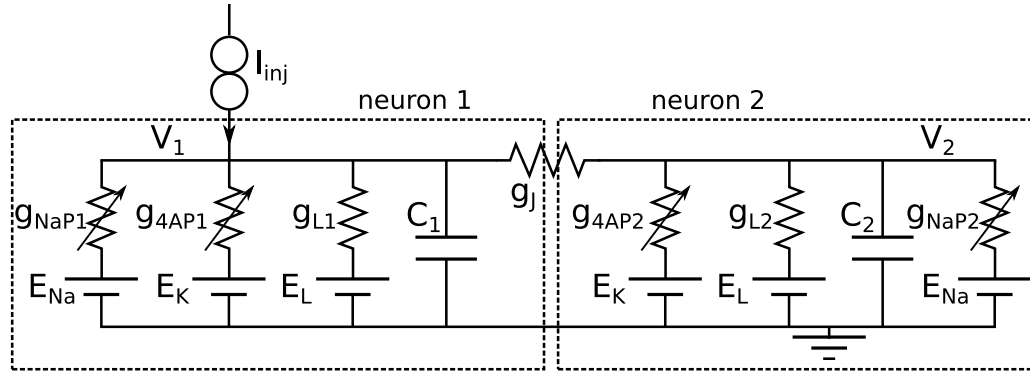 I_inj
neuron 1 neuron 2
V_1 V_2
g_NaP1 g_4AP1 g_L1 C_1 g_J g_4AP2 g_L2 C_2 g_NaP2
E_Na E_K E_L E_K E_L E_Na